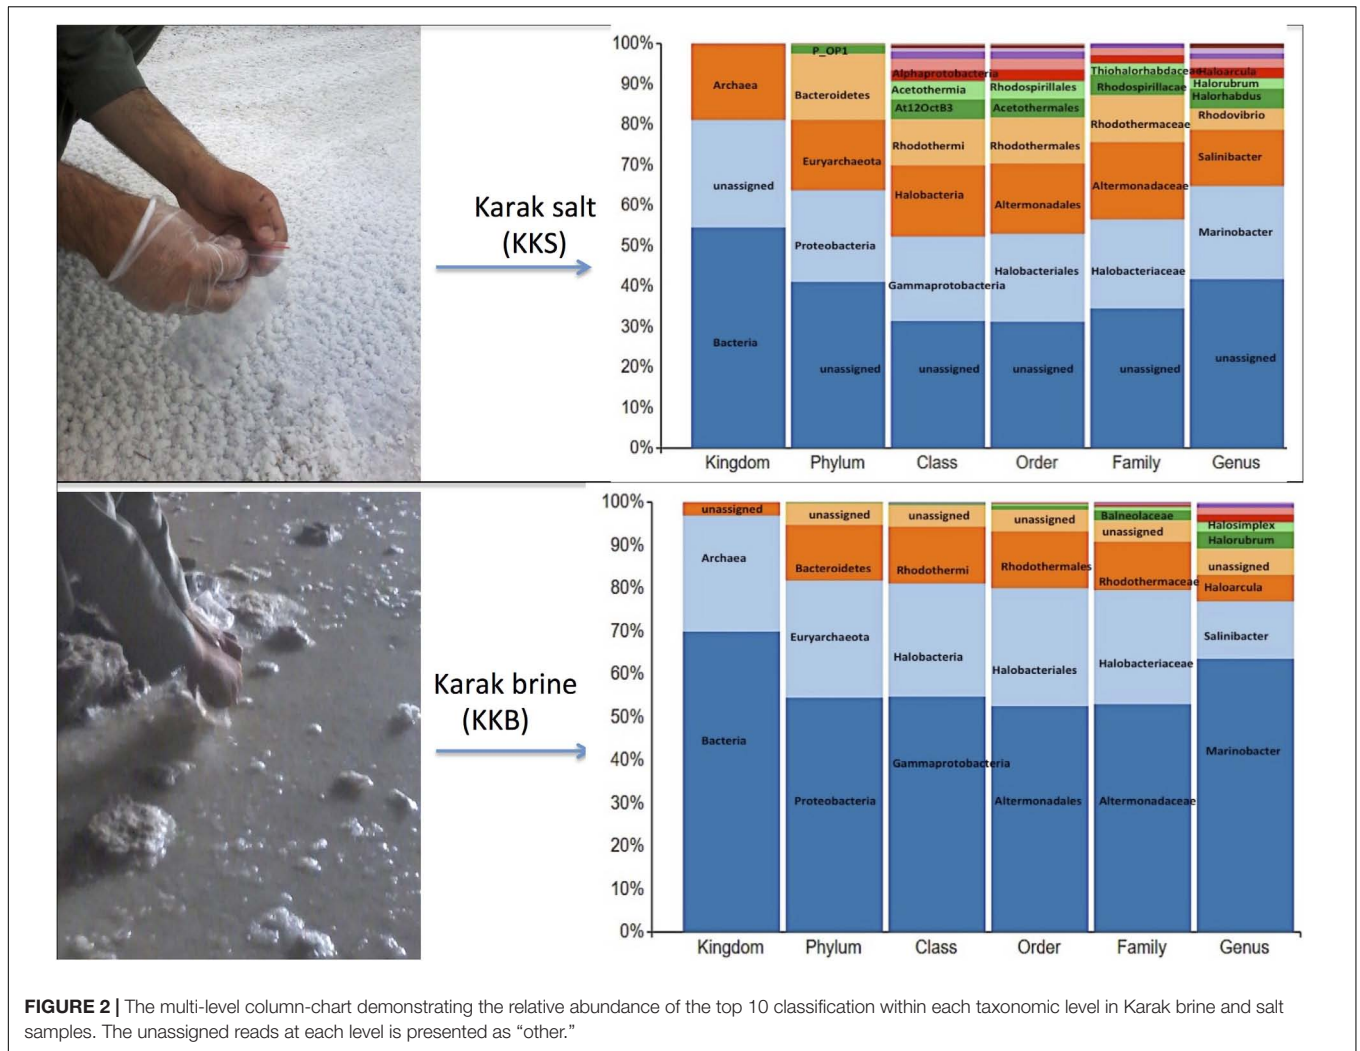 100%
90%
80%
70%
60%
50%
40%
30%
20%
10%
0%
Karak salt
(KKS)
Archaea
unassigned
Bacteria
P_OP1
Bacteroidetes
Euryarchaeota
Proteobacteria
unassigned
Alphaprotobacteria
Acetothermia
At12OctB3
Rhodothermi
Halobacteria
Gammaprotobacteria
unassigned
Rhodospirillales
Acetothermales
Rhodothermales
Altermonadales
Halobacteriales
unassigned
Thiohalorhabdaceae
Rhodospirillacae
Rhodothermaceae
Altermonadaceae
Halobacteriaceae
unassigned
Haloarcula
Halorubrum
Halorhabdus
Rhodovibrio
Salinibacter
Marinobacter
unassigned
Kingdom Phylum Class Order Family Genus
100%
90%
80%
70%
60%
50%
40%
30%
20%
10%
0%
Karak brine
(KKB)
unassigned
Archaea
Bacteria
unassigned
Bacteroidetes
Euryarchaeota
Proteobacteria
unassigned
Rhodothermi
Halobacteria
Gammaprotobacteria
unassigned
Rhodothermales
Halobacteriales
Altermonadales
Balneolaceae
unassigned
Rhodothermaceae
Halobacteriaceae
Altermonadaceae
Halosimplex
Halorubrum
unassigned
Haloarcula
Salinibacter
Marinobacter
Kingdom Phylum Class Order Family Genus
FIGURE 2 | The multi-level column-chart demonstrating the relative abundance of the top 10 classification within each taxonomic level in Karak brine and salt
samples. The unassigned reads at each level is presented as “other.”